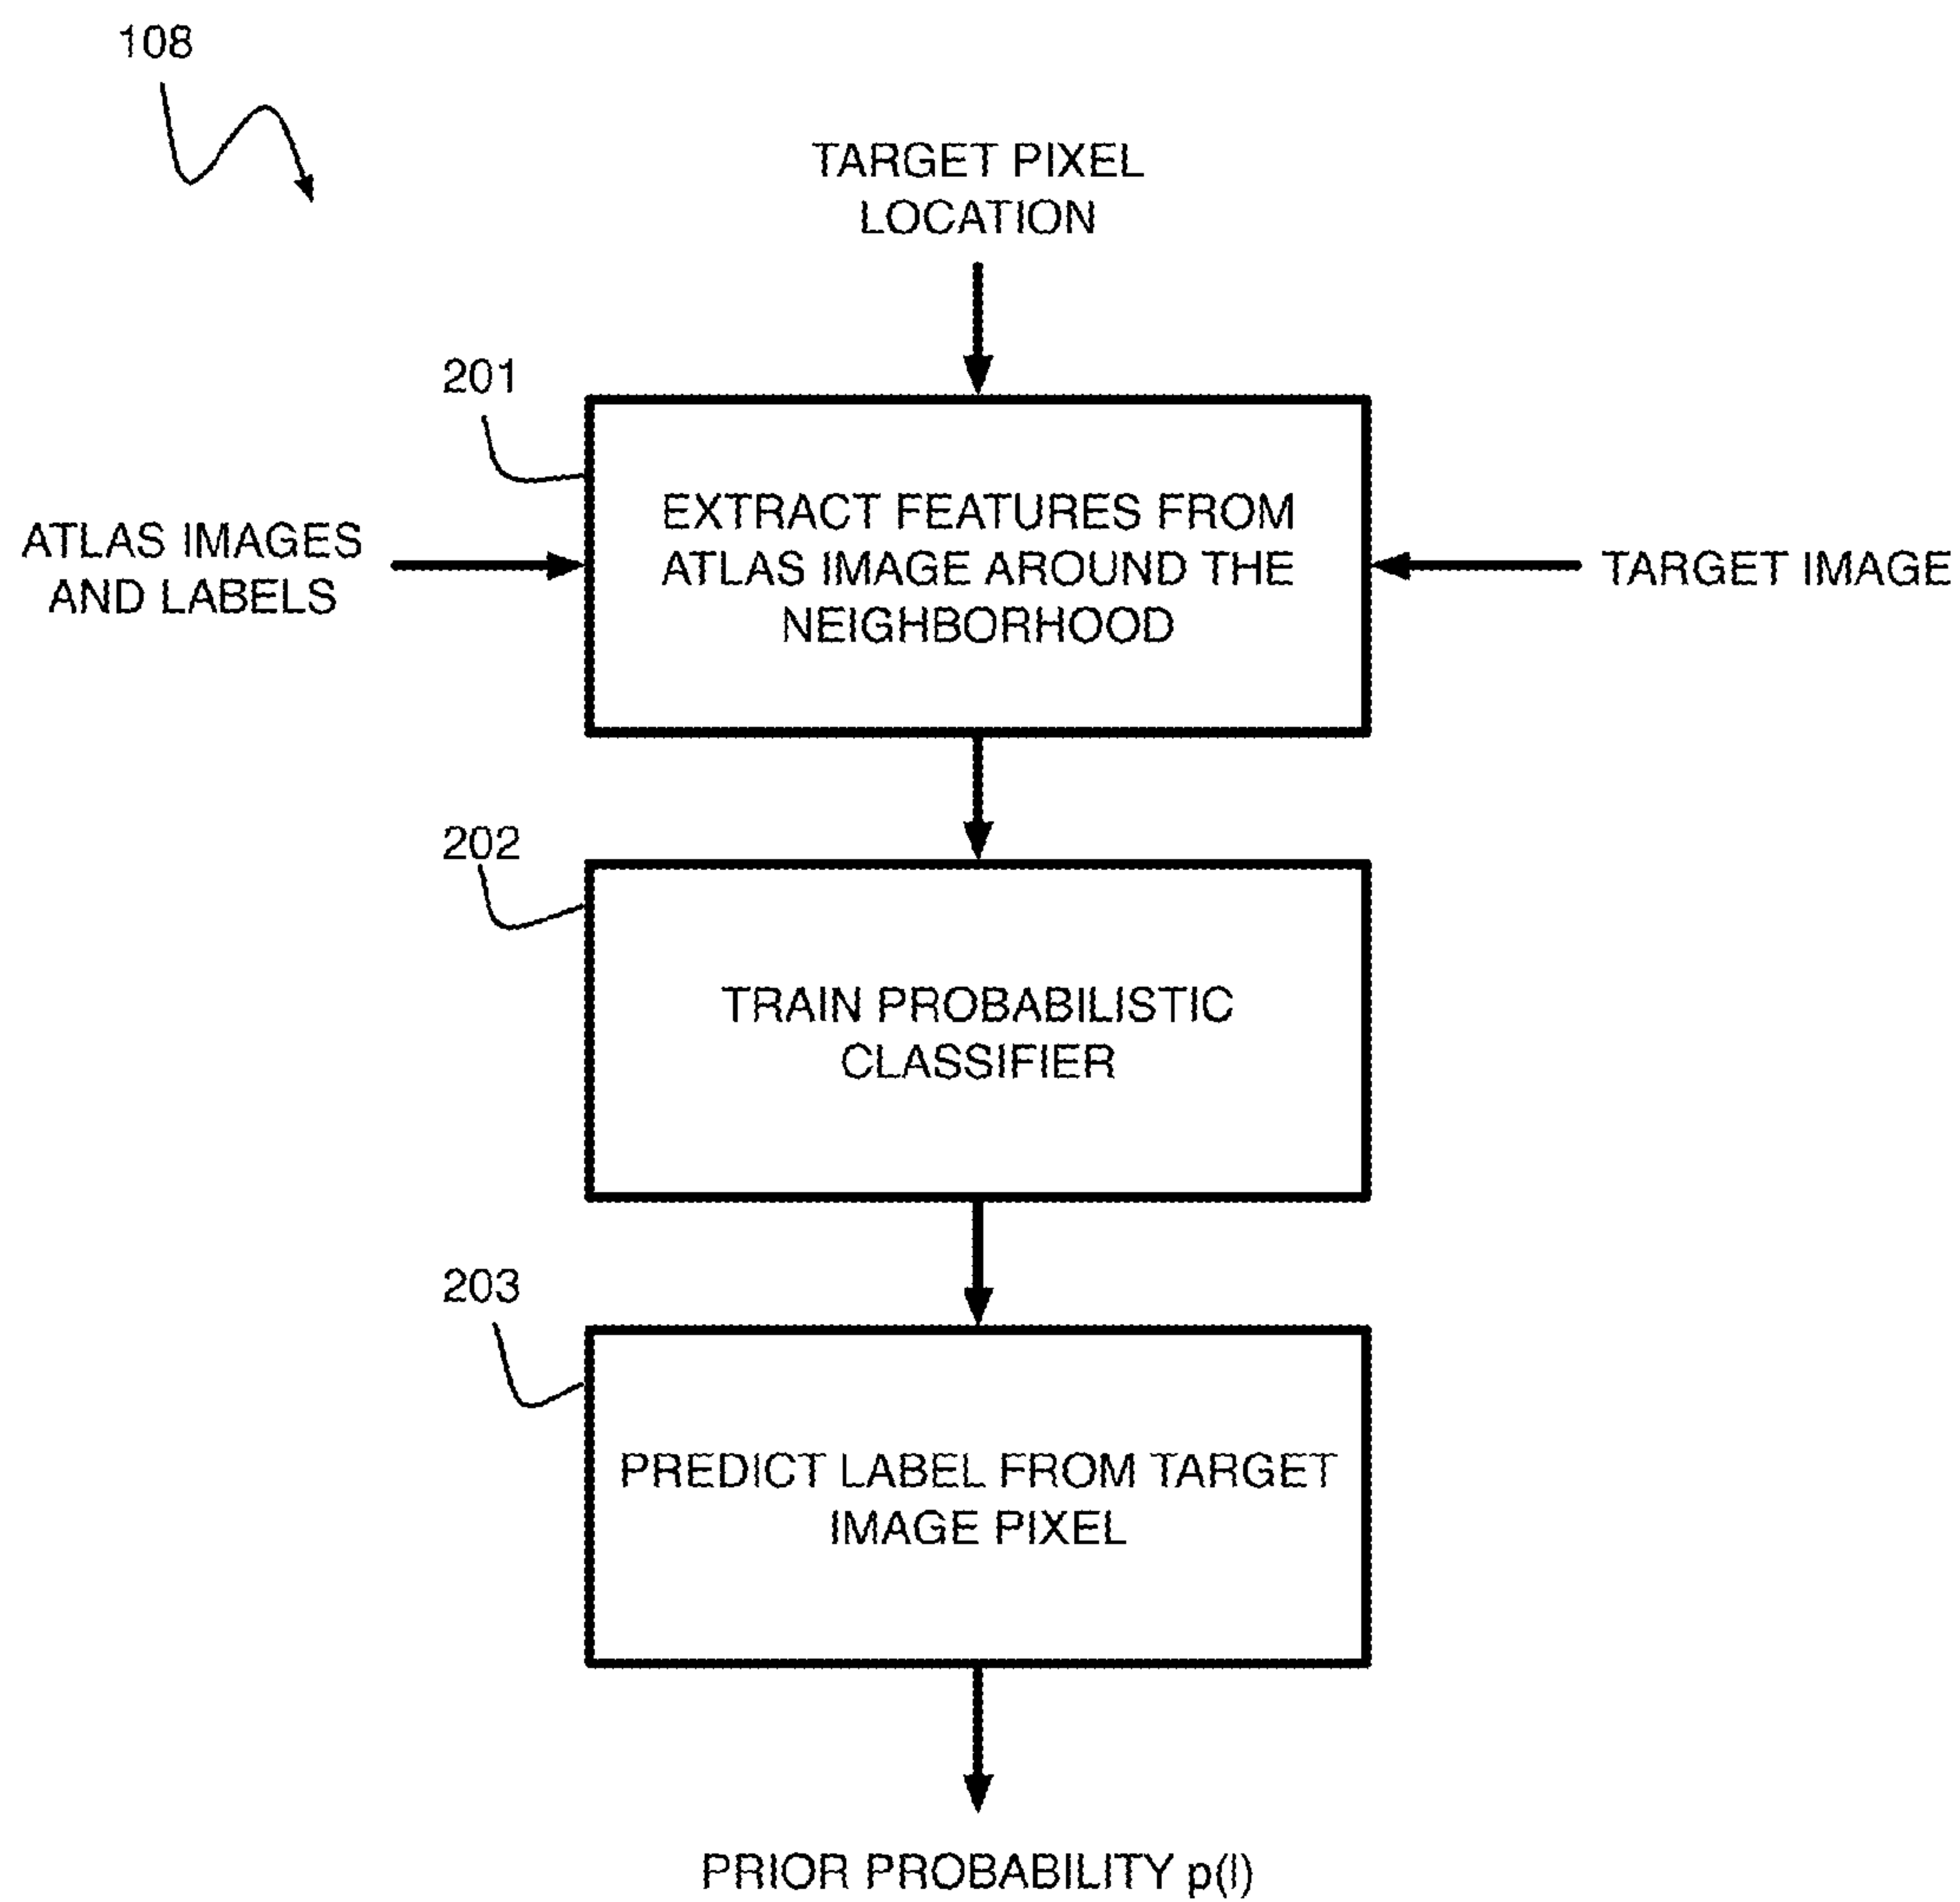 108
TARGET PIXEL
LOCATION
201
ATLAS IMAGES
AND LABELS
EXTRACT FEATURES FROM
ATLAS IMAGE AROUND THE
NEIGHBORHOOD
TARGET IMAGE
202
TRAIN PROBABILISTIC
CLASSIFIER
203
PREDICT LABEL FROM TARGET
IMAGE PIXEL
PRIOR PROBABILITY p(l)